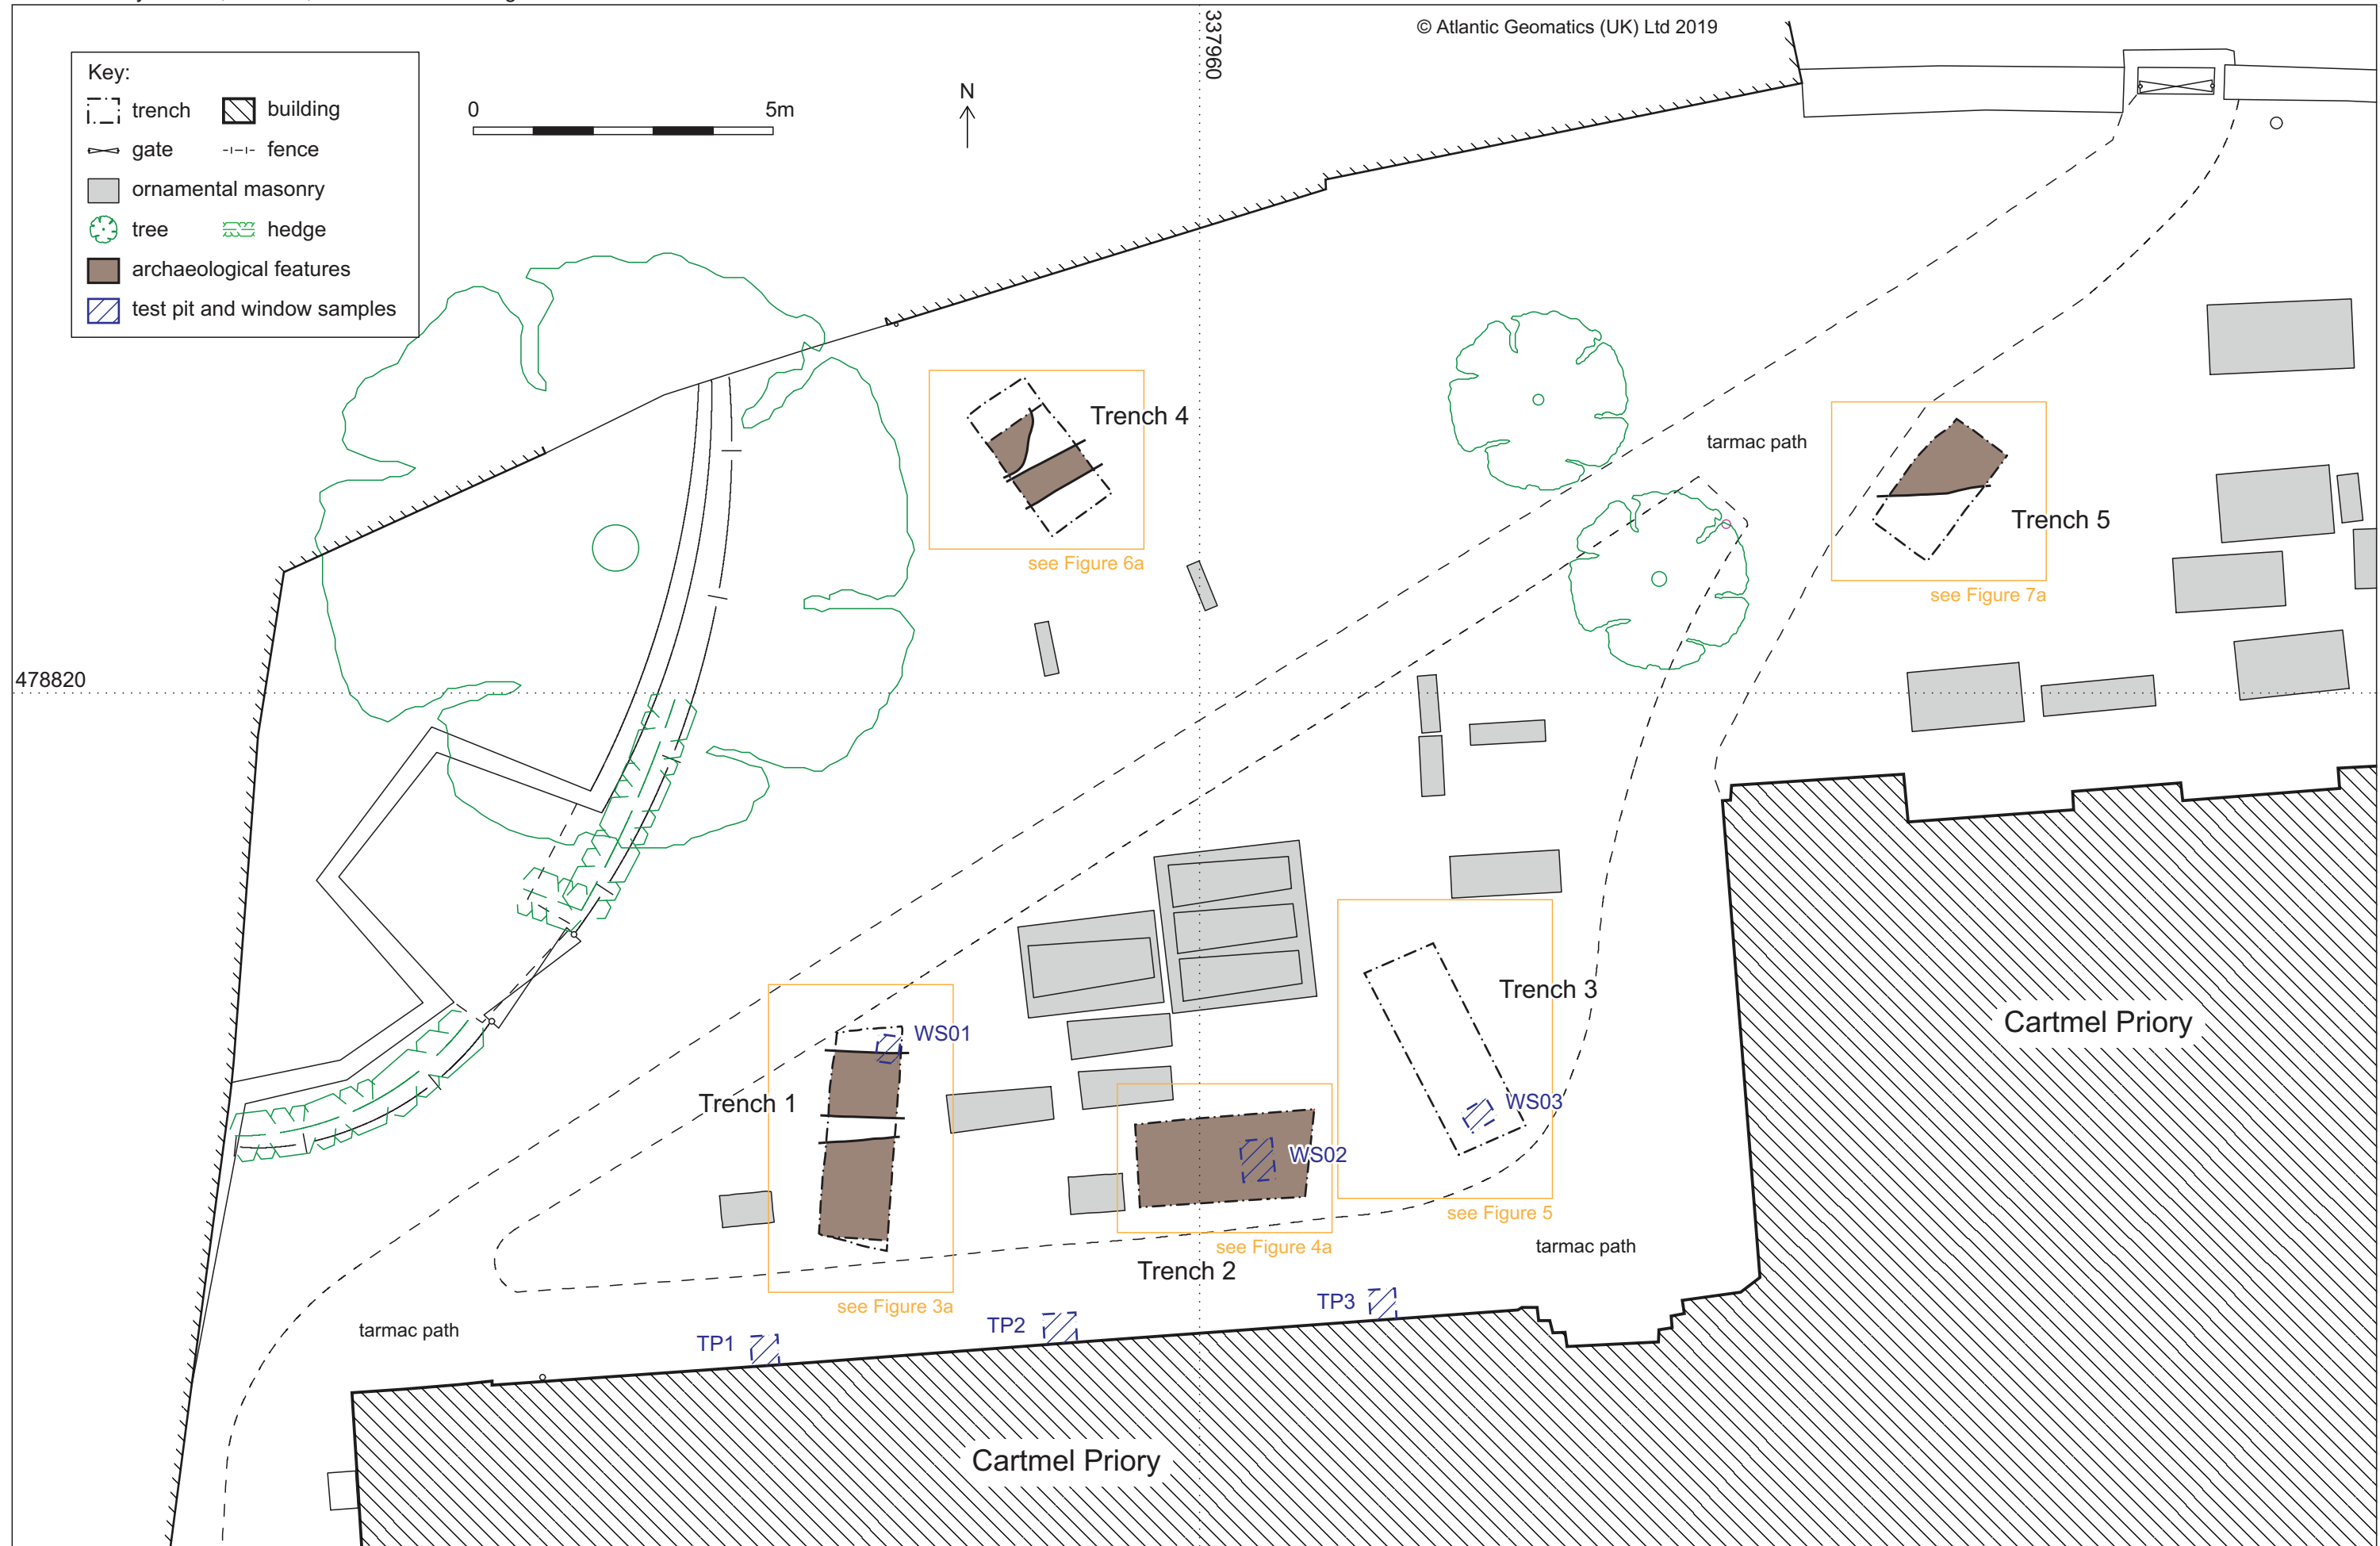 © Atlantic Geomatics (UK) Ltd 2019
337960
Key:
trench
building
gate
fence
ornamental masonry
tree
hedge
archaeological features
test pit and window samples
0
5m
N
Trench 4
see Figure 6a
tarmac path
Trench 5
see Figure 7a
478820
Trench 3
WS03
see Figure 5
Cartmel Priory
WS01
Trench 1
see Figure 3a
WS02
see Figure 4a
Trench 2
tarmac path
TP3
TP2
TP1
tarmac path
Cartmel Priory